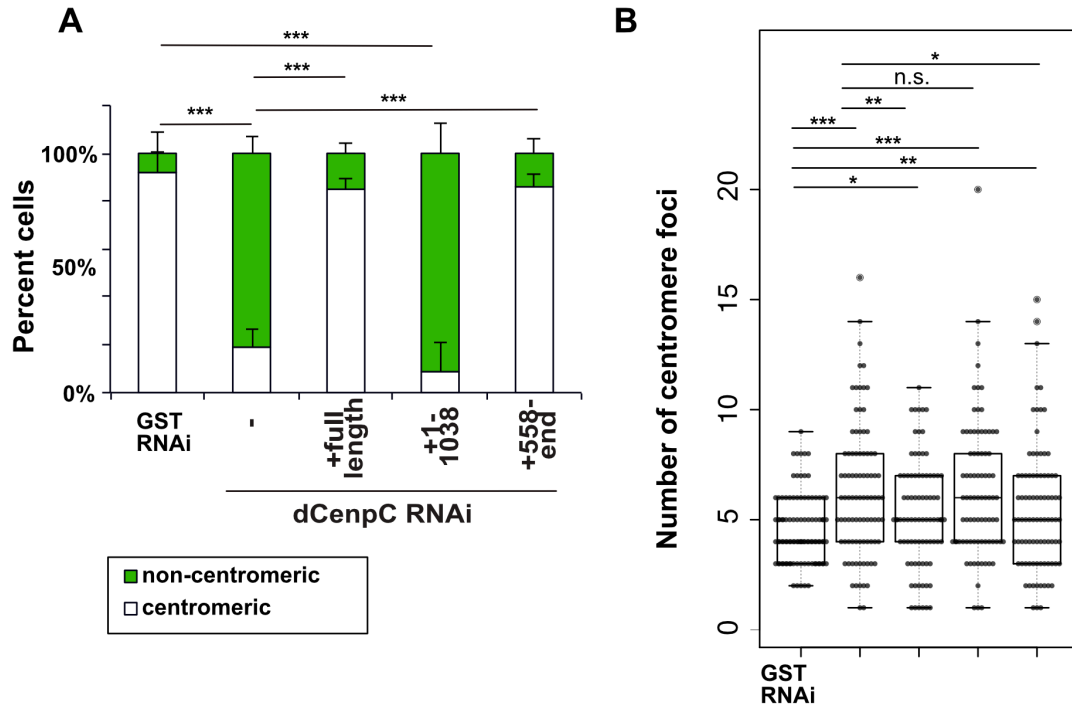 A
***
***
***
***
Percent cells
100%
50%
0%
GST
RNAi
-
+full
length
+1-
1038
+558-
end
dCenpC RNAi
non-centromeric
centromeric
B
*
n.s.
**
***
***
**
*
Number of centromere foci
20
15
10
5
0
GST
RNAi